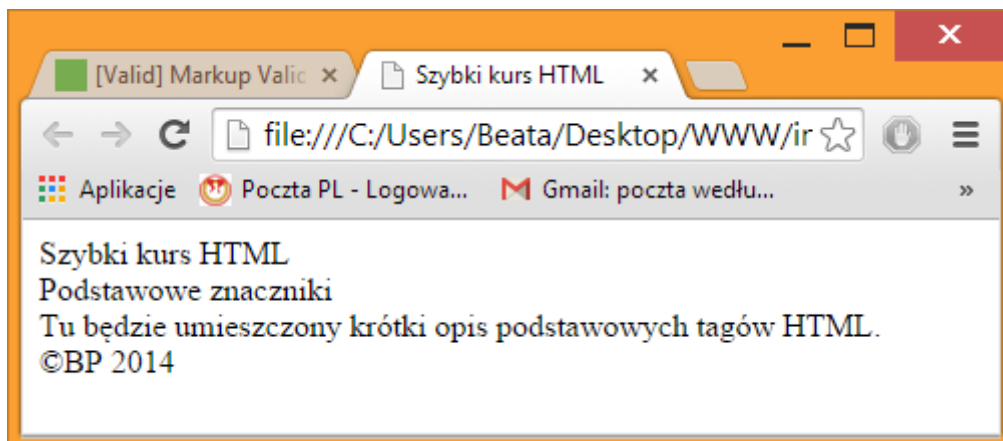 [Valid] Markup Valic
Szybki kurs HTML
file:///C:/Users/Beata/Desktop/WWW/ir
Aplikacje Poczta PL - Logowa... Gmail: poczta wedłu... »
Szybki kurs HTML
Podstawowe znaczniki
Tu będzie umieszczony krótki opis podstawowych tagów HTML.
©BP 2014